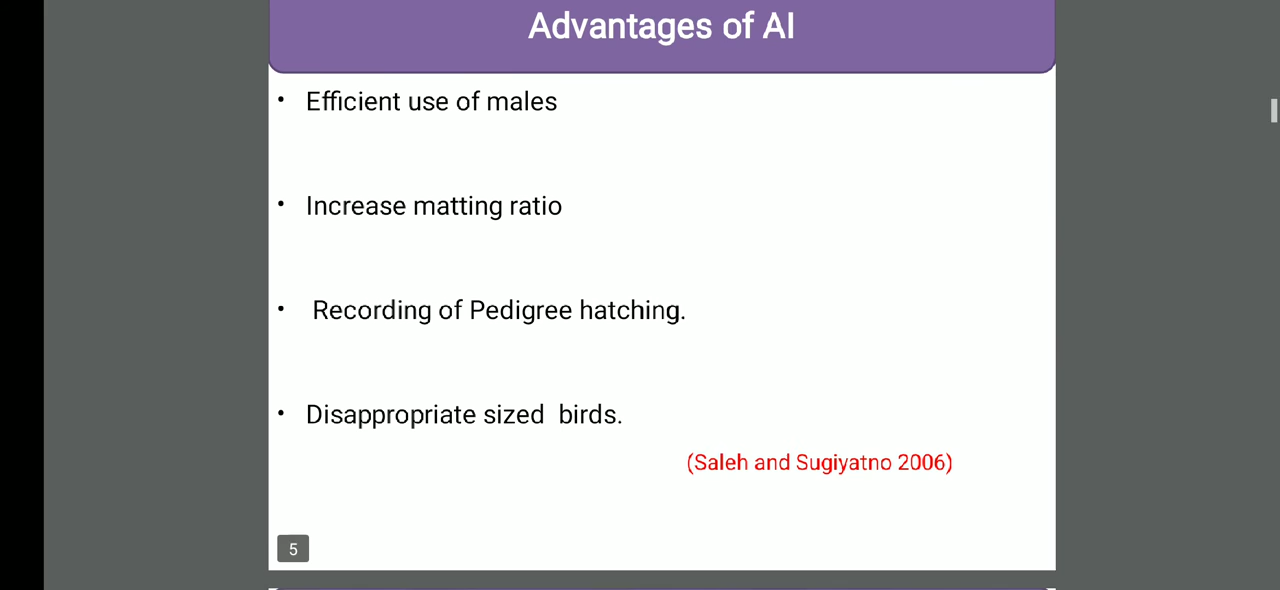 Advantages of AI
• Efficient use of males
• Increase matting ratio
• Recording of Pedigree hatching.
• Disappropriate sized birds.
(Saleh and Sugiyatno 2006)
5